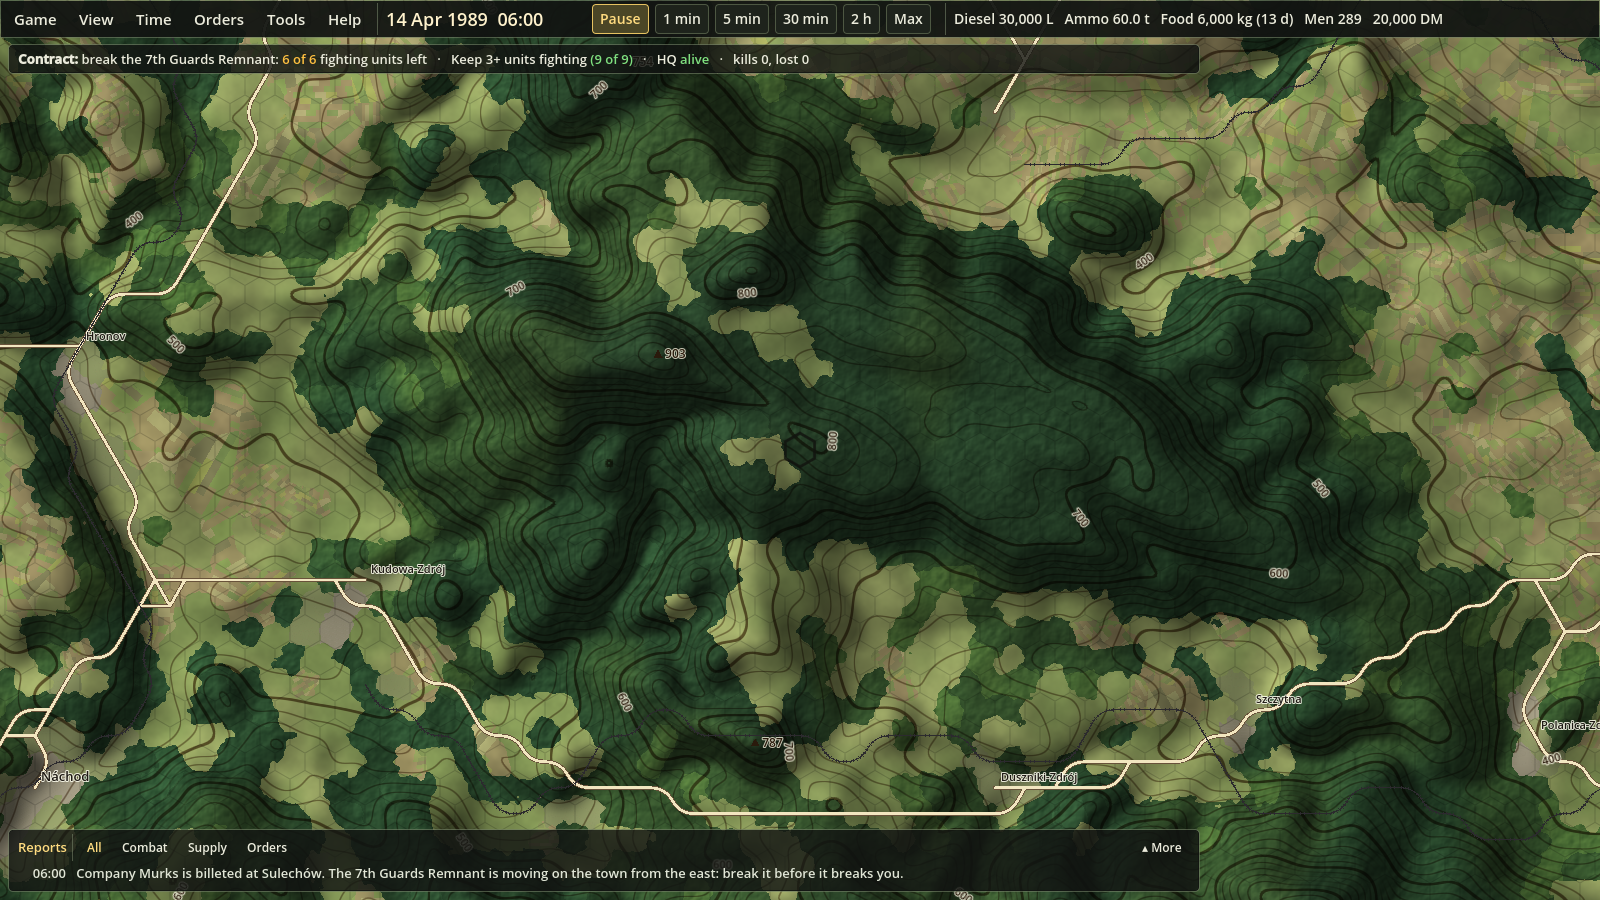 Game View Time Orders Tools Help 14 Apr 1989 06:00 Pause 1 min 5 min 30 min 2 h Max Diesel 30,000 L Ammo 60.0 t Food 6,000 kg (13 d) Men 289 20,000 DM
Contract: break the 7th Guards Remnant: 6 of 6 fighting units left · Keep 3+ units fighting (9 of 9) · HQ alive · kills 0, lost 0
700
400
400
700
800
Hronov
500
903
800
500
700
Kudowa-Zdrój
600
600
Szczytna
Polanica-Z
787
700
400
Náchod
Duszniki-Zdrój
Reports All Combat Supply Orders ▴ More
06:00 Company Murks is billeted at Sulechów. The 7th Guards Remnant is moving on the town from the east: break it before it breaks you.